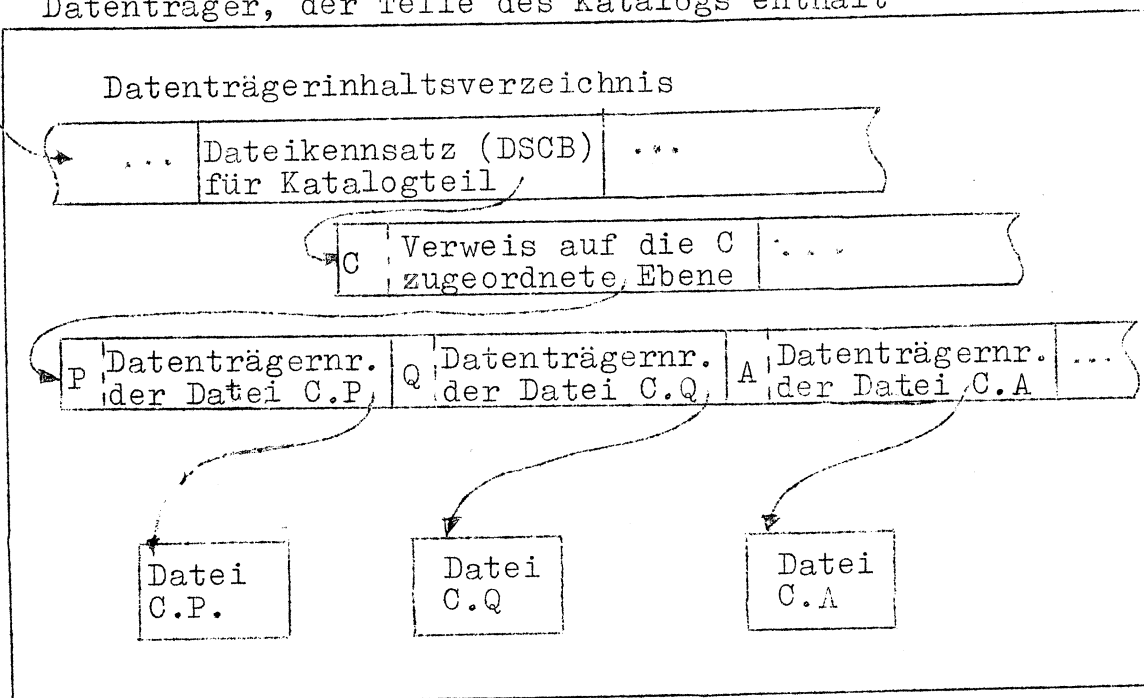 Datenträger, der Teile des Katalogs enthält
Datenträgerinhaltsverzeichnis
... Dateikennsatz (DSCB) ...
für Katalogteil
C Verweis auf die C ...
zugeordnete Ebene
P Datenträgernr. Q Datenträgernr. A Datenträgernr. ...
der Datei C.P der Datei C.Q der Datei C.A
Datei Datei Datei
C.P. C.Q C.A